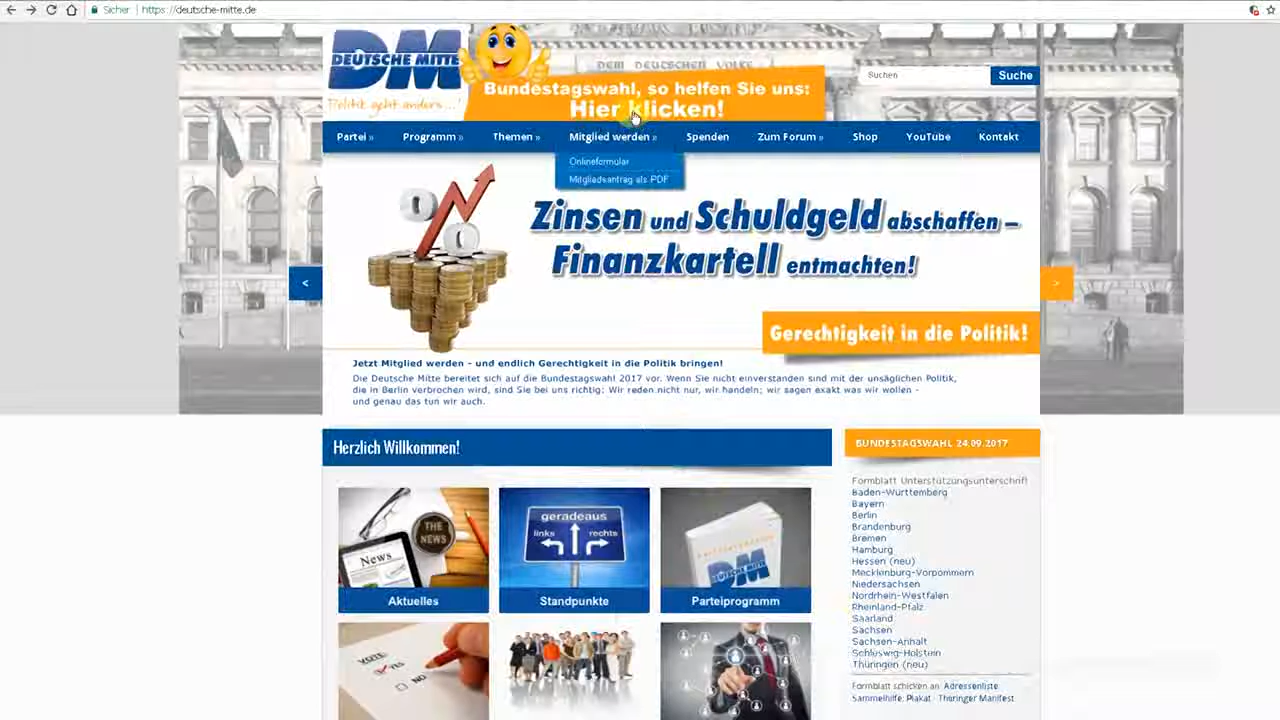 Sicher | https://deutsche-mitte.de
DM
DEUTSCHE MITTE
Politik geht anders...!
DEM DEUTSCHEN VOLKE
Bundestagswahl, so helfen Sie uns:
Hier klicken!
Suchen
Suche
Partei »
Programm »
Themen »
Mitglied werden »
Spenden
Zum Forum »
Shop
YouTube
Kontakt
Onlineformular
Mitgliedsantrag als PDF
%
Zinsen und Schuldgeld abschaffen –
Finanzkartell entmachten!
<
>
Gerechtigkeit in die Politik!
Jetzt Mitglied werden - und endlich Gerechtigkeit in die Politik bringen!
Die Deutsche Mitte bereitet sich auf die Bundestagswahl 2017 vor. Wenn Sie nicht einverstanden sind mit der unsäglichen Politik,
die in Berlin verbrochen wird, sind Sie bei uns richtig: Wir reden nicht nur, wir handeln; wir sagen exakt was wir wollen -
und genau das tun wir auch.
Herzlich Willkommen!
THE
NEWS
News
Aktuelles
geradeaus
links
rechts
Standpunkte
DM
DEUTSCHE MITTE
Parteiprogramm
VOTE:
YES
NO
BUNDESTAGSWAHL 24.09.2017
Formblatt Unterstützungsunterschrift
Baden-Württemberg
Bayern
Berlin
Brandenburg
Bremen
Hamburg
Hessen (neu)
Mecklenburg-Vorpommern
Niedersachsen
Nordrhein-Westfalen
Rheinland-Pfalz
Saarland
Sachsen
Sachsen-Anhalt
Schleswig-Holstein
Thüringen (neu)
Formblatt schicken an: Adressenliste
Sammelhilfe: Plakat · Thüringer Manifest